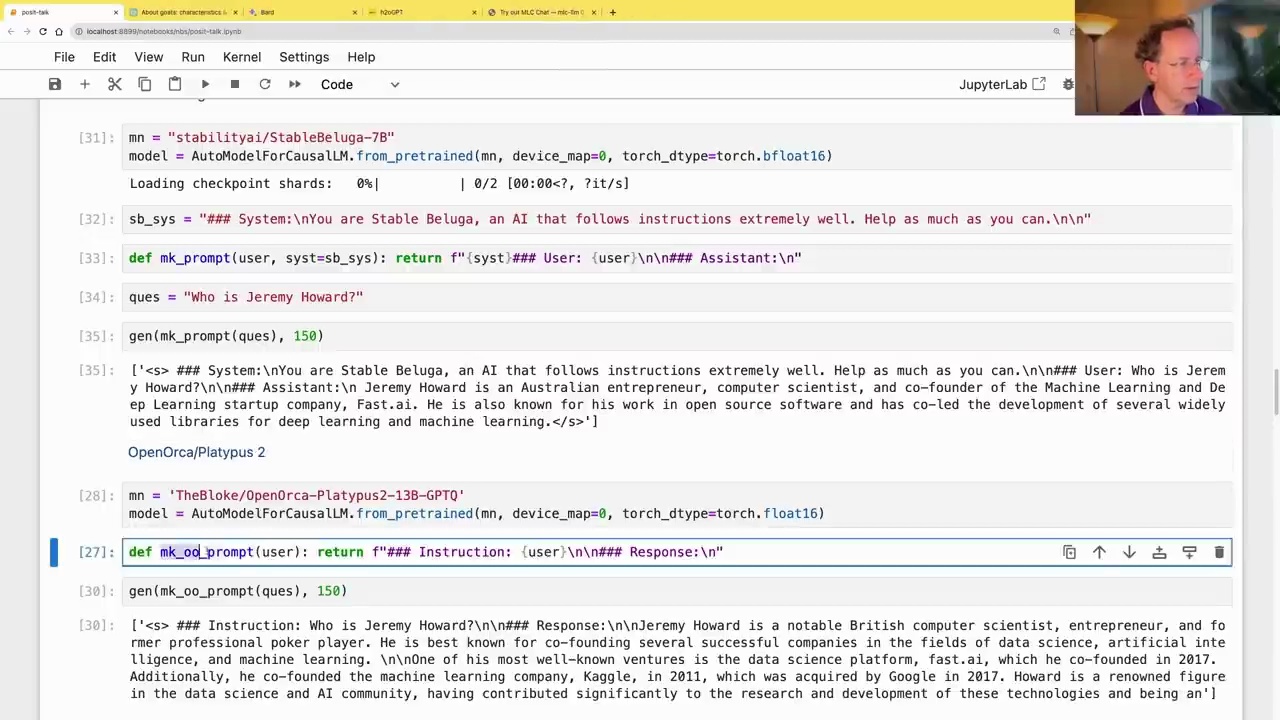 posit-talk
About goats: characteristics &
Bard
h2oGPT
Try out MLC Chat — mlc-llm
localhost:8899/notebooks/nbs/posit-talk.ipynb
File Edit View Run Kernel Settings Help
Code
JupyterLab
[31]: mn = "stabilityai/StableBeluga-7B"
model = AutoModelForCausalLM.from_pretrained(mn, device_map=0, torch_dtype=torch.bfloat16)
Loading checkpoint shards:   0%|          | 0/2 [00:00<?, ?it/s]
[32]: sb_sys = "### System:\nYou are Stable Beluga, an AI that follows instructions extremely well. Help as much as you can.\n\n"
[33]: def mk_prompt(user, syst=sb_sys): return f"{syst}### User: {user}\n\n### Assistant:\n"
[34]: ques = "Who is Jeremy Howard?"
[35]: gen(mk_prompt(ques), 150)
[35]: ['<s> ### System:\nYou are Stable Beluga, an AI that follows instructions extremely well. Help as much as you can.\n\n### User: Who is Jerem
y Howard?\n\n### Assistant:\n Jeremy Howard is an Australian entrepreneur, computer scientist, and co-founder of the Machine Learning and De
ep Learning startup company, Fast.ai. He is also known for his work in open source software and has co-led the development of several widely
used libraries for deep learning and machine learning.</s>']
OpenOrca/Platypus 2
[28]: mn = 'TheBloke/OpenOrca-Platypus2-13B-GPTQ'
model = AutoModelForCausalLM.from_pretrained(mn, device_map=0, torch_dtype=torch.float16)
[27]: def mk_oo_prompt(user): return f"### Instruction: {user}\n\n### Response:\n"
[30]: gen(mk_oo_prompt(ques), 150)
[30]: ['<s> ### Instruction: Who is Jeremy Howard?\n\n### Response:\n\nJeremy Howard is a notable British computer scientist, entrepreneur, and fo
rmer professional poker player. He is best known for co-founding several successful companies in the fields of data science, artificial inte
lligence, and machine learning. \n\nOne of his most well-known ventures is the data science platform, fast.ai, which he co-founded in 2017.
Additionally, he co-founded the machine learning company, Kaggle, in 2011, which was acquired by Google in 2017. Howard is a renowned figure
in the data science and AI community, having contributed significantly to the research and development of these technologies and being an']